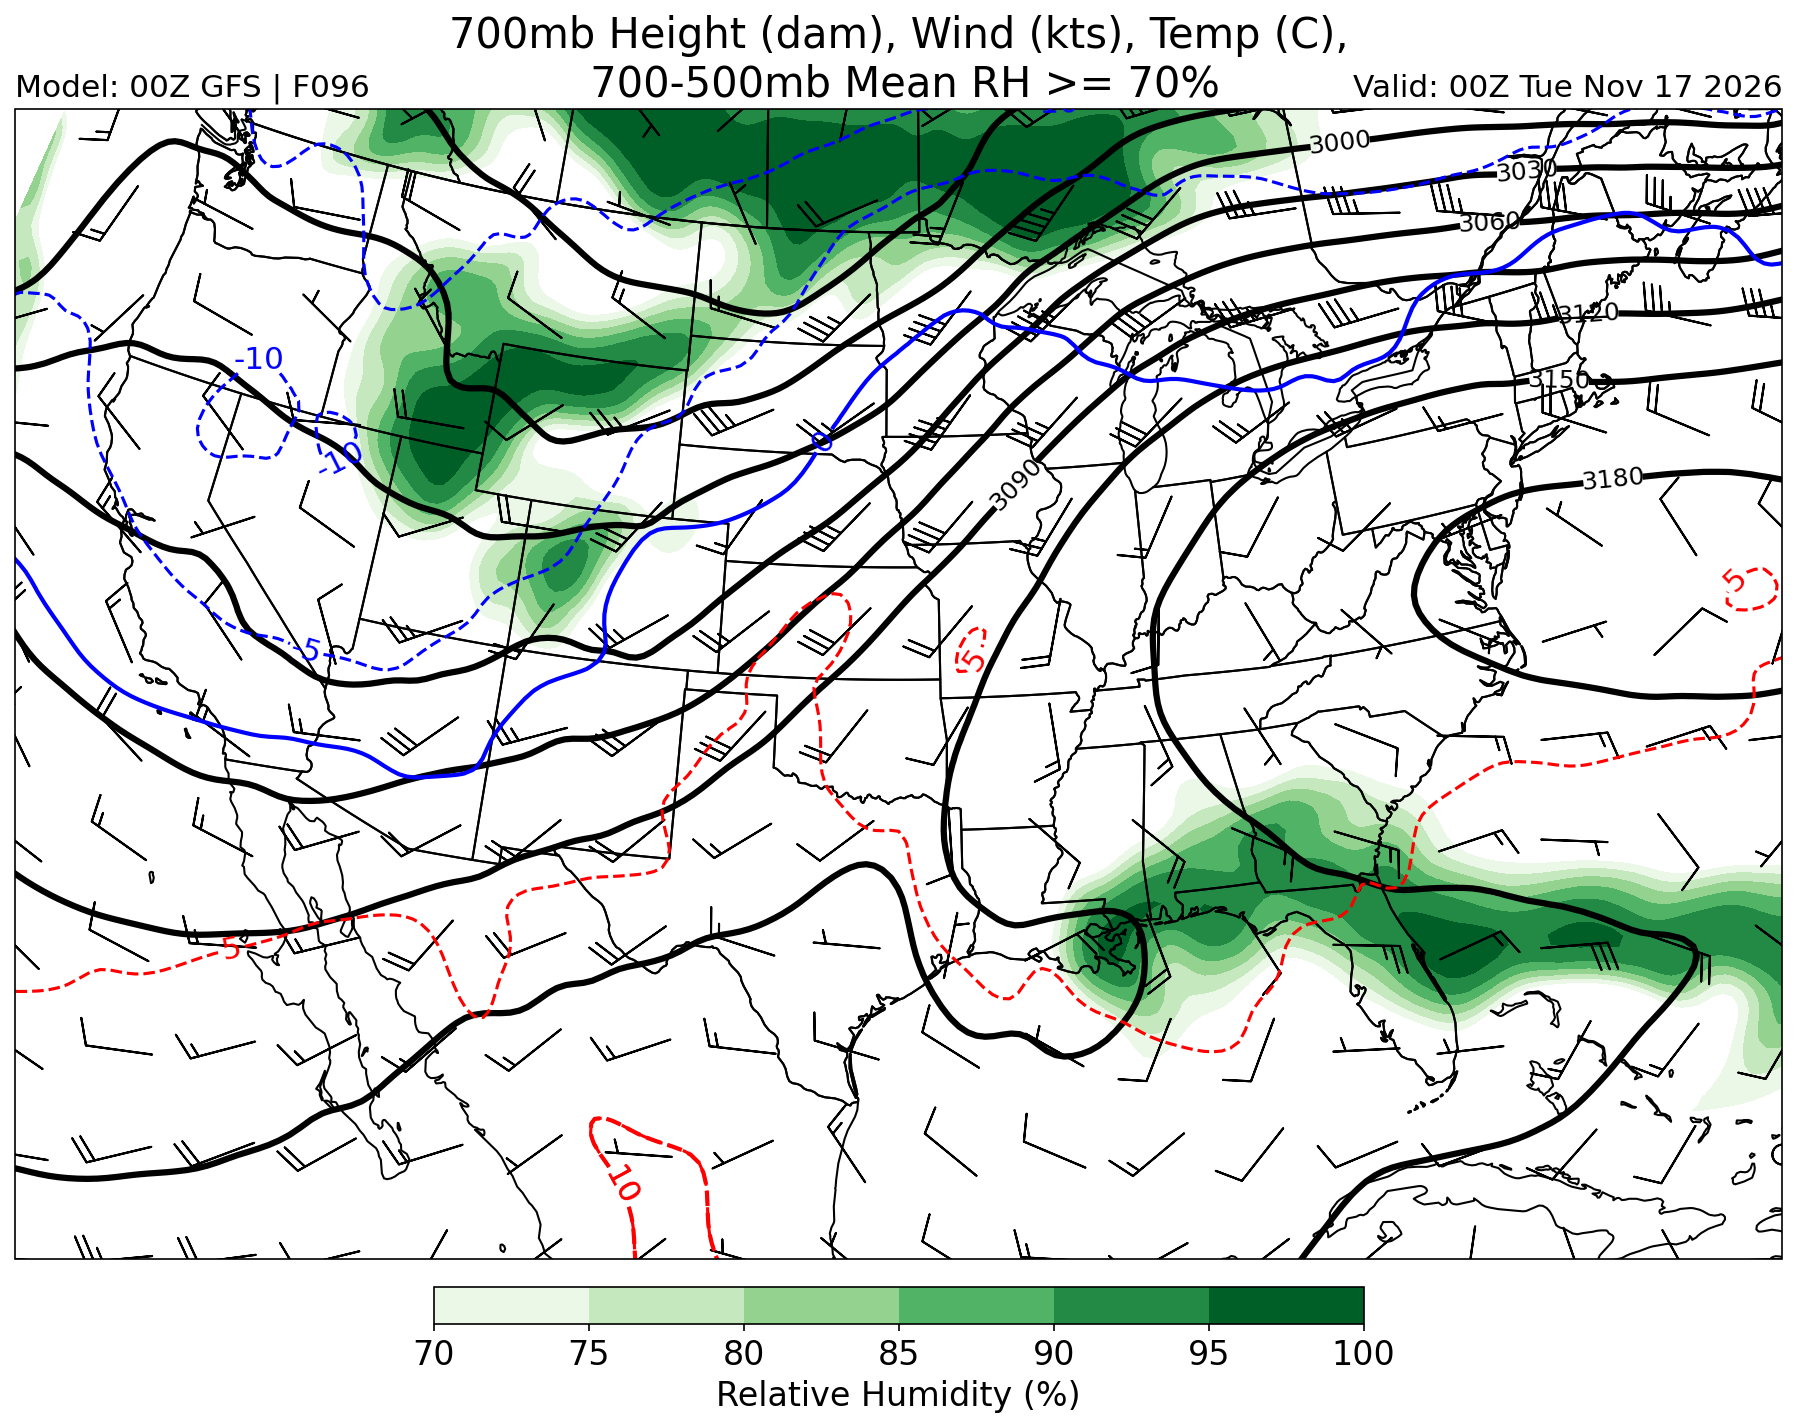 700mb Height (dam), Wind (kts), Temp (C),
700-500mb Mean RH >= 70%
Model: 00Z GFS | F096
Valid: 00Z Tue Nov 17 2026
3000
3030
3060
3120
3150
3180
3090
-10
-10
0
-5
5
5
5
10
70 75 80 85 90 95 100
Relative Humidity (%)